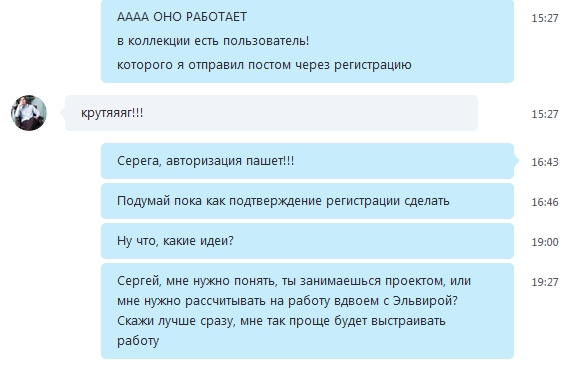 АААА ОНО РАБОТАЕТ
15:27
в коллекции есть пользователь!
которого я отправил постом через регистрацию
крутяяяг!!!
15:27
Серега, авторизация пашет!!!
16:43
Подумай пока как подтверждение регистрации сделать
16:46
Ну что, какие идеи?
19:00
Сергей, мне нужно понять, ты занимаешься проектом, или
19:27
мне нужно рассчитывать на работу вдвоем с Эльвирой?
Скажи лучше сразу, мне так проще будет выстраивать
работу